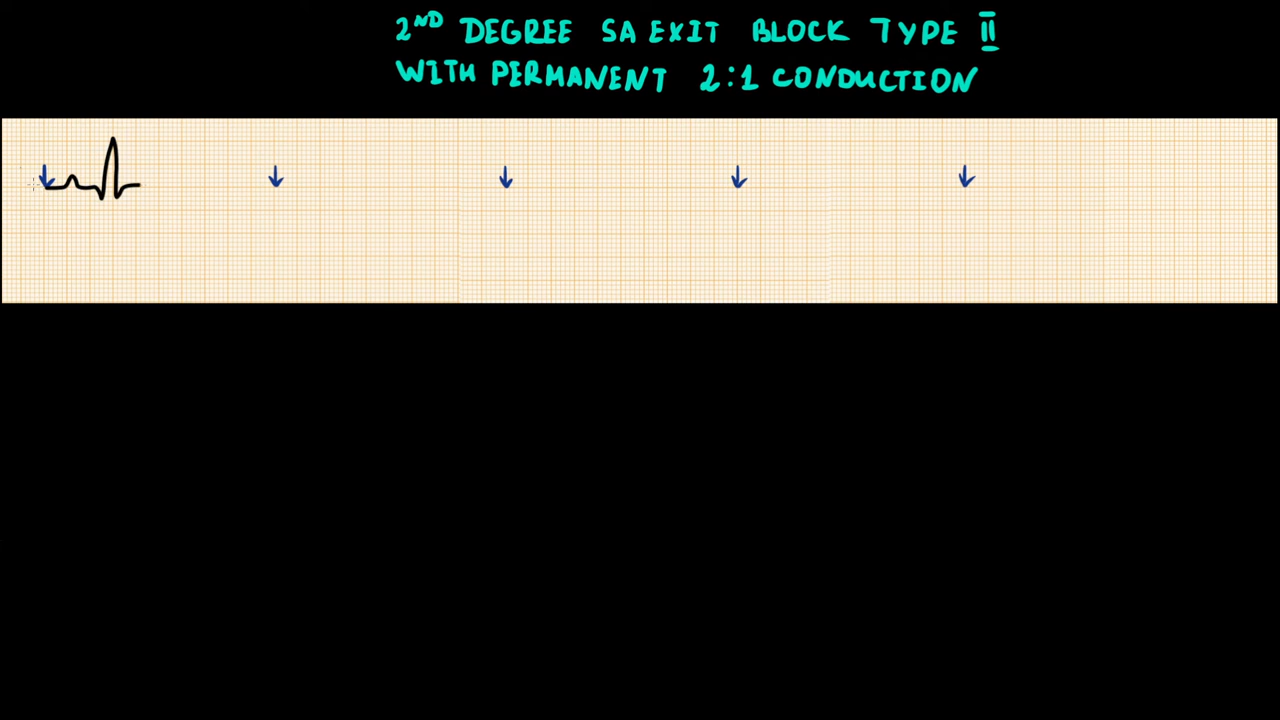 2ND DEGREE SA EXIT BLOCK TYPE II
WITH PERMANENT 2:1 CONDUCTION